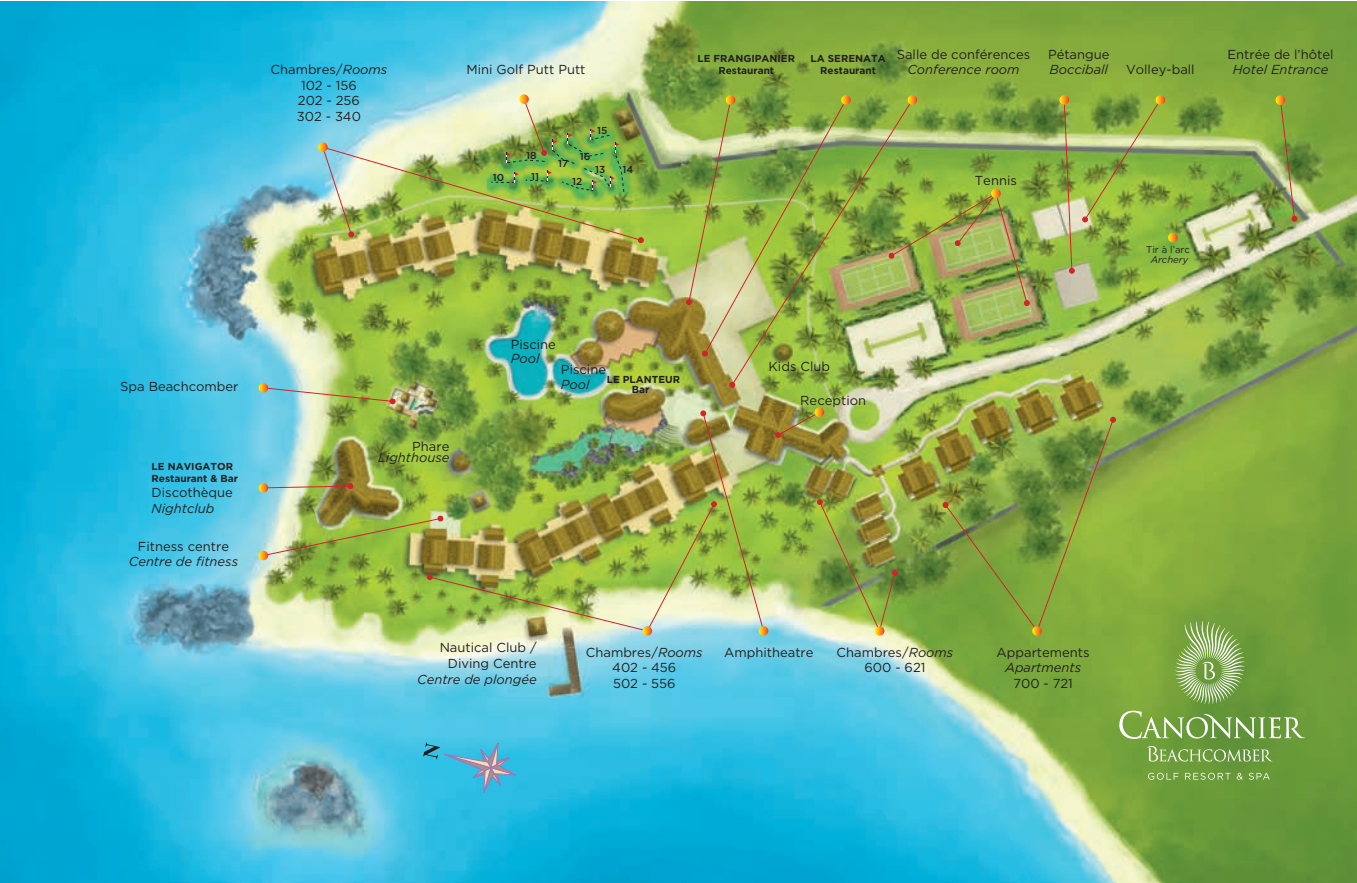 Chambres/Rooms
102 - 156
202 - 256
302 - 340
Mini Golf Putt Putt
LE FRANGIPANIER
Restaurant
LA SERENATA
Restaurant
Salle de conférences
Conference room
Pétangue
Bocciball
Volley-ball
Entrée de l'hôtel
Hotel Entrance
15
18
17
16
13
14
10
11
12
Tennis
Tir à l'arc
Archery
Piscine
Pool
Piscine
Pool
LE PLANTEUR
Bar
Kids Club
Reception
Spa Beachcomber
Phare
Lighthouse
LE NAVIGATOR
Restaurant & Bar
Discothèque
Nightclub
Fitness centre
Centre de fitness
Nautical Club /
Diving Centre
Centre de plongée
Chambres/Rooms
402 - 456
502 - 556
Amphitheatre
Chambres/Rooms
600 - 621
Appartements
Apartments
700 - 721
N
B
CANONNIER
BEACHCOMBER
GOLF RESORT & SPA